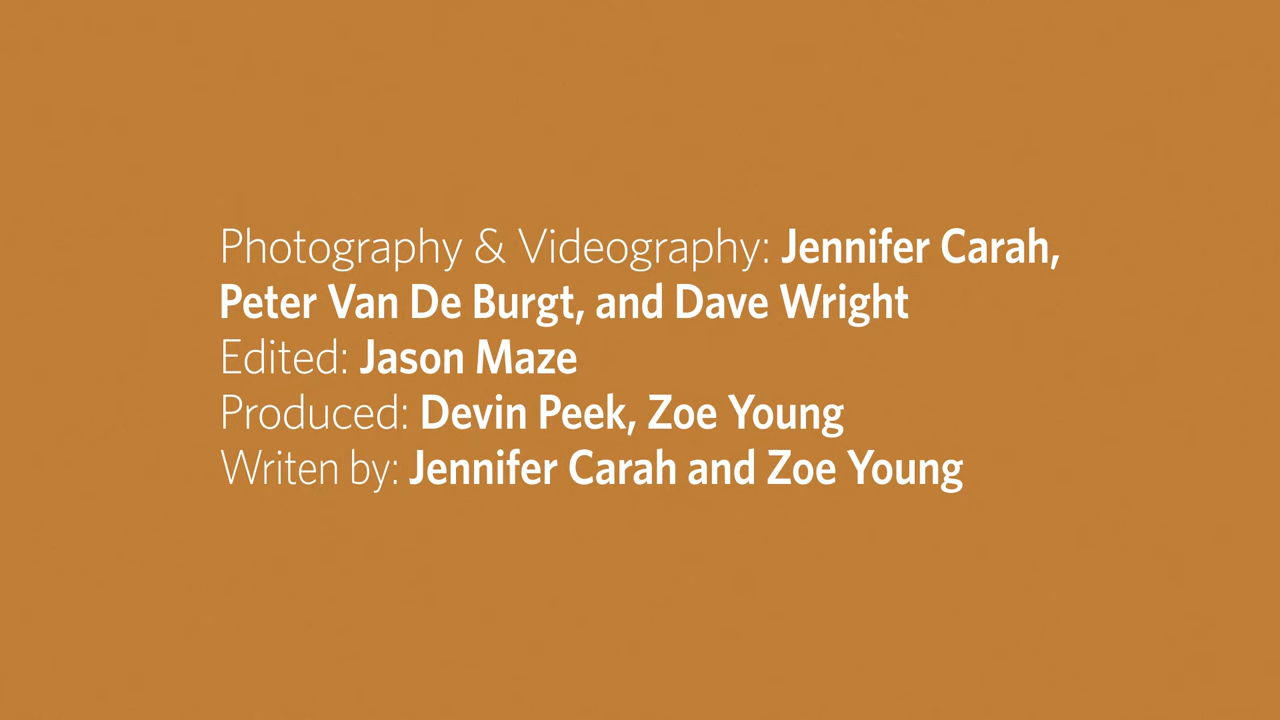 Photography & Videography: Jennifer Carah,
Peter Van De Burgt, and Dave Wright
Edited: Jason Maze
Produced: Devin Peek, Zoe Young
Writen by: Jennifer Carah and Zoe Young